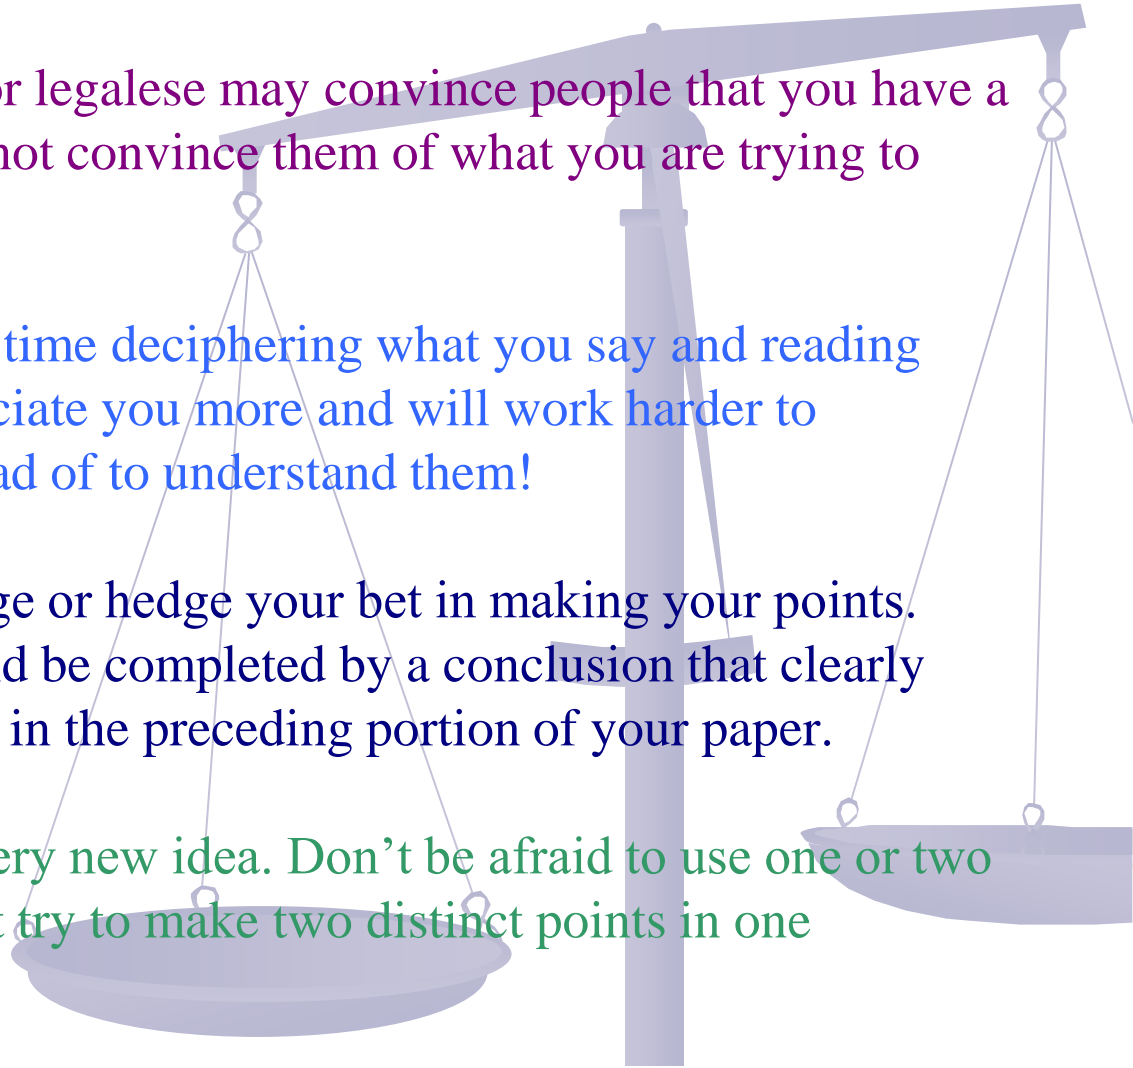 or legalese may convince people that you have a
not convince them of what you are trying to
time deciphering what you say and reading
ciate you more and will work harder to
ad of to understand them!
ge or hedge your bet in making your points.
d be completed by a conclusion that clearly
in the preceding portion of your paper.
ery new idea. Don’t be afraid to use one or two
t try to make two distinct points in one